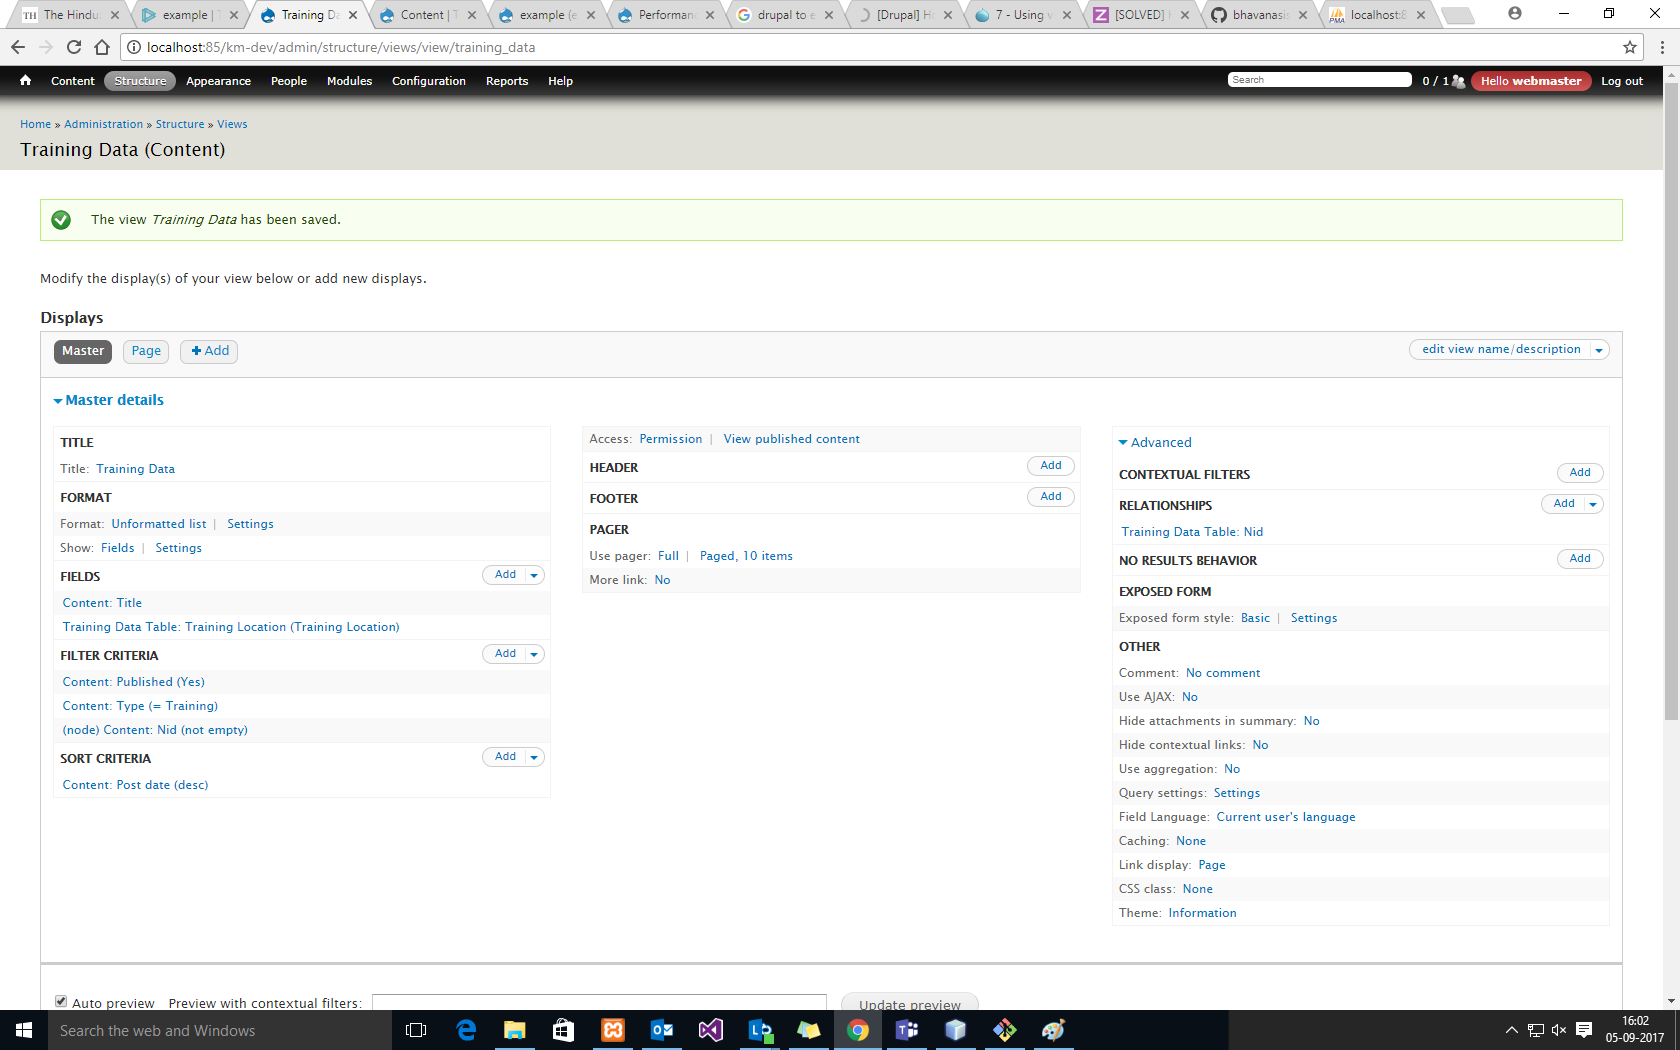 The Hindu
example | T
Training Da
Content | T
example (e
Performan
drupal to e
[Drupal] H
7 - Using v
[SOLVED]
bhavanasis
localhost:8
localhost:85/km-dev/admin/structure/views/view/training_data
Content Structure Appearance People Modules Configuration Reports Help Search 0 / 1 Hello webmaster Log out
Home » Administration » Structure » Views
Training Data (Content)
The view Training Data has been saved.
Modify the display(s) of your view below or add new displays.
Displays
Master Page Add edit view name/description
Master details
TITLE
Title: Training Data
FORMAT
Format: Unformatted list | Settings
Show: Fields | Settings
FIELDS Add
Content: Title
Training Data Table: Training Location (Training Location)
FILTER CRITERIA Add
Content: Published (Yes)
Content: Type (= Training)
(node) Content: Nid (not empty)
SORT CRITERIA Add
Content: Post date (desc)
Access: Permission | View published content
HEADER Add
FOOTER Add
PAGER
Use pager: Full | Paged, 10 items
More link: No
Advanced
CONTEXTUAL FILTERS Add
RELATIONSHIPS Add
Training Data Table: Nid
NO RESULTS BEHAVIOR Add
EXPOSED FORM
Exposed form style: Basic | Settings
OTHER
Comment: No comment
Use AJAX: No
Hide attachments in summary: No
Hide contextual links: No
Use aggregation: No
Query settings: Settings
Field Language: Current user's language
Caching: None
Link display: Page
CSS class: None
Theme: Information
Auto preview Preview with contextual filters: Update preview
Search the web and Windows
16:02
05-09-2017